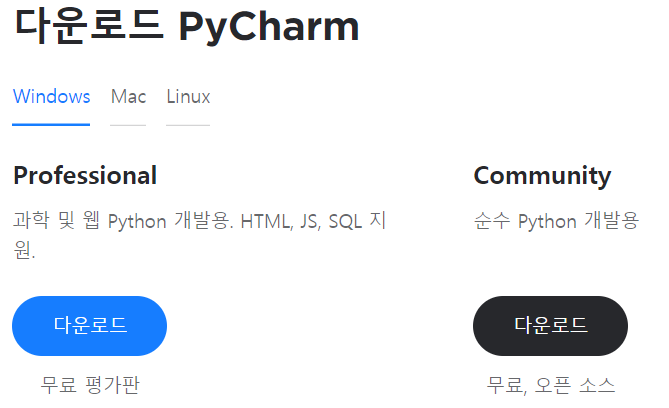 다운로드 PyCharm
Windows Mac Linux
Professional
과학 및 웹 Python 개발용. HTML, JS, SQL 지
원.
다운로드
무료 평가판
Community
순수 Python 개발용
다운로드
무료, 오픈 소스